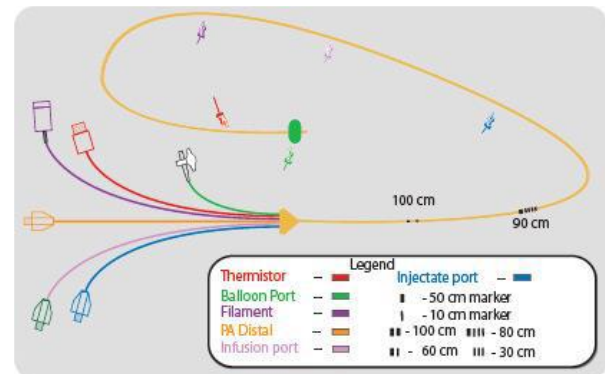 100 cm
90 cm
Legend
Thermistor –
Injectate port –
Balloon Port –
- 50 cm marker
Filament –
- 10 cm marker
PA Distal –
- 100 cm
- 80 cm
Infusion port –
- 60 cm
- 30 cm